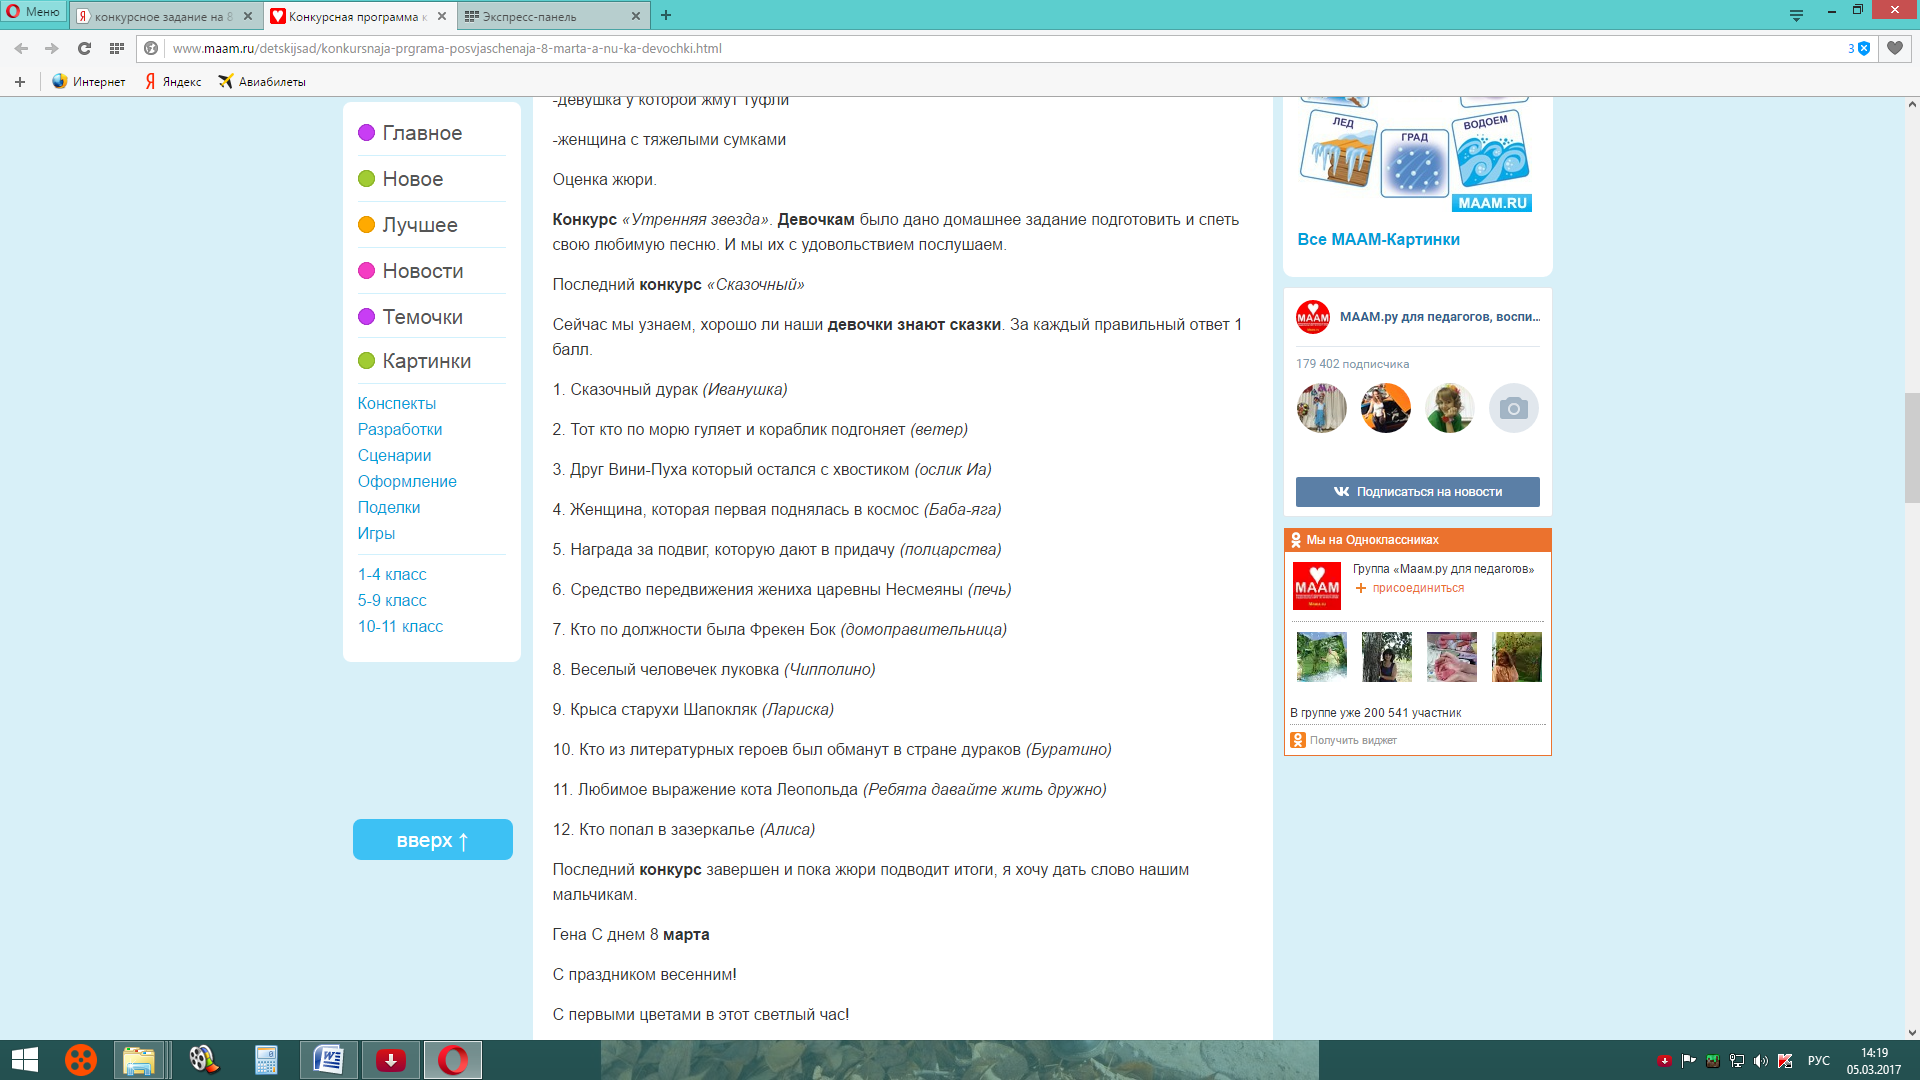 Меню
конкурсное задание на 8
Конкурсная программа к
Экспресс-панель
www.maam.ru/detskijsad/konkursnaja-prgrama-posvjaschenaja-8-marta-a-nu-ka-devochki.html
3
Интернет
Яндекс
Авиабилеты
Главное
Новое
Лучшее
Новости
Темочки
Картинки
Конспекты
Разработки
Сценарии
Оформление
Поделки
Игры
1-4 класс
5-9 класс
10-11 класс
вверх ↑
-девушка у которой жмут туфли
-женщина с тяжелыми сумками
Оценка жюри.
Конкурс «Утренняя звезда». Девочкам было дано домашнее задание подготовить и спеть
свою любимую песню. И мы их с удовольствием послушаем.
Последний конкурс «Сказочный»
Сейчас мы узнаем, хорошо ли наши девочки знают сказки. За каждый правильный ответ 1
балл.
1. Сказочный дурак (Иванушка)
2. Тот кто по морю гуляет и кораблик подгоняет (ветер)
3. Друг Вини-Пуха который остался с хвостиком (ослик Иа)
4. Женщина, которая первая поднялась в космос (Баба-яга)
5. Награда за подвиг, которую дают в придачу (полцарства)
6. Средство передвижения жениха царевны Несмеяны (печь)
7. Кто по должности была Фрекен Бок (домоправительница)
8. Веселый человечек луковка (Чипполино)
9. Крыса старухи Шапокляк (Лариска)
10. Кто из литературных героев был обманут в стране дураков (Буратино)
11. Любимое выражение кота Леопольда (Ребята давайте жить дружно)
12. Кто попал в зазеркалье (Алиса)
Последний конкурс завершен и пока жюри подводит итоги, я хочу дать слово нашим
мальчикам.
Гена С днем 8 марта
С праздником весенним!
С первыми цветами в этот светлый час!
ЛЕД
ГРАД
ВОДОЕМ
MAAM.RU
Все МААМ-Картинки
МААМ
МААМ.ру для педагогов, воспи...
179 402 подписчика
Подписаться на новости
Мы на Одноклассниках
МААМ
Группа «Маам.ру для педагогов»
присоединиться
В группе уже 200 541 участник
Получить виджет
РУС
14:19
05.03.2017